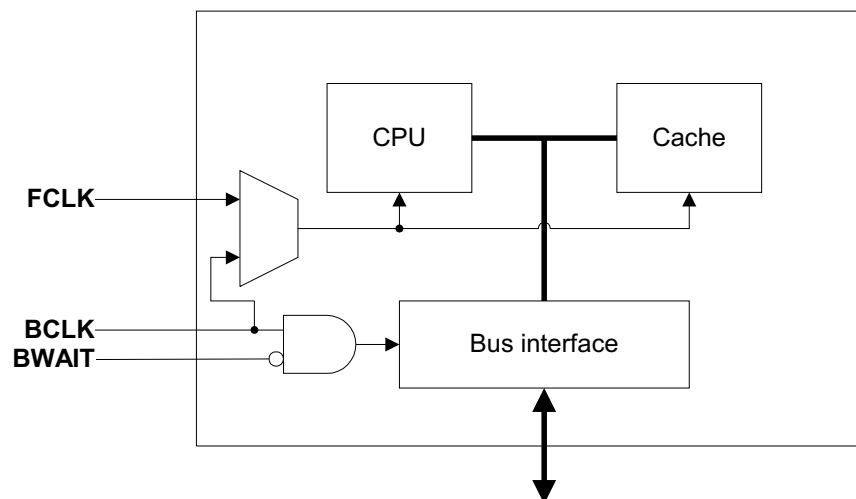 CPU
Cache
FCLK
BCLK
BWAIT
Bus interface